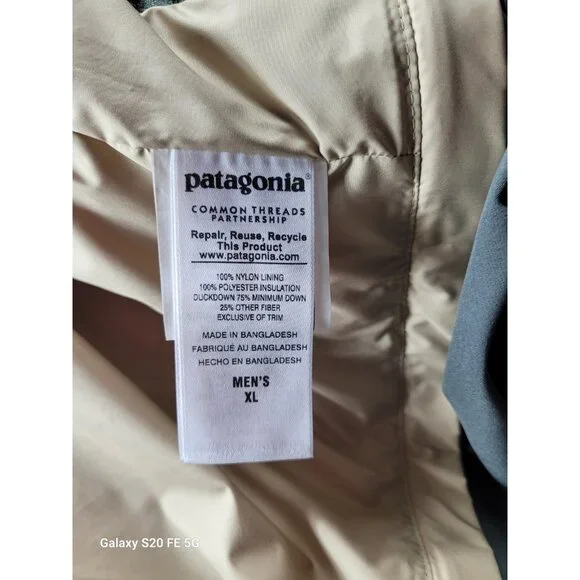 patagonia®
COMMON THREADS
PARTNERSHIP
Repair, Reuse, Recycle
This Product
www.patagonia.com
100% NYLON LINING
100% POLYESTER INSULATION
DUCKDOWN 75% MINIMUM DOWN
25% OTHER FIBER
EXCLUSIVE OF TRIM
MADE IN BANGLADESH
FABRIQUÉ AU BANGLADESH
HECHO EN BANGLADESH
MEN'S
XL
Galaxy S20 FE 5G